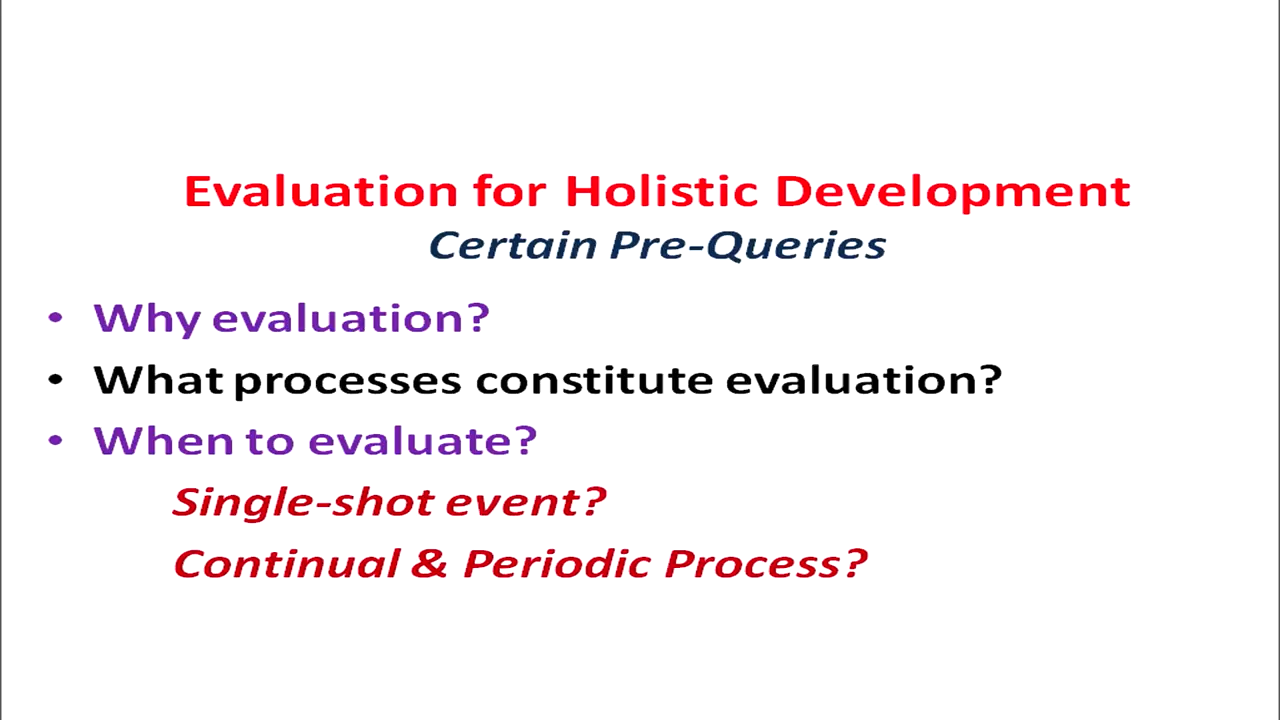 Evaluation for Holistic Development
Certain Pre-Queries
• Why evaluation?
• What processes constitute evaluation?
• When to evaluate?
Single-shot event?
Continual & Periodic Process?